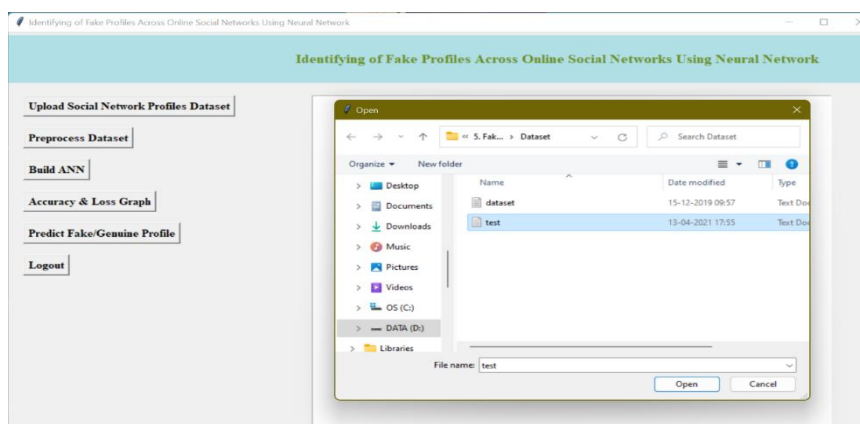 Identifying of Fake Profiles Across Online Social Networks Using Neural Network
Identifying of Fake Profiles Across Online Social Networks Using Neural Network
Upload Social Network Profiles Dataset
Preprocess Dataset
Build ANN
Accuracy & Loss Graph
Predict Fake/Genuine Profile
Logout
Open
« 5. Fak... › Dataset
Search Dataset
Organize
New folder
Name Date modified Type
dataset 15-12-2019 09:57 Text Do
test 13-04-2021 17:55 Text Do
Desktop
Documents
Downloads
Music
Pictures
Videos
OS (C:)
DATA (D:)
Libraries
File name: test
Open Cancel